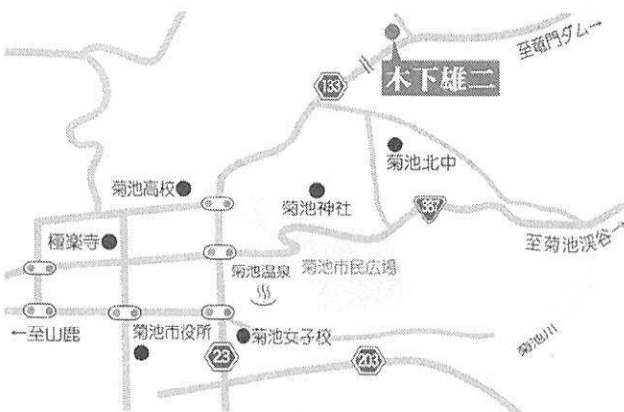 至竜門ダム→
木下雄二
133
菊池北中
菊池高校
菊池神社
387
極楽寺
至菊池渓谷→
菊池温泉
菊池市民広場
←至山鹿
菊池市役所
菊池女子校
菊池川
23
203